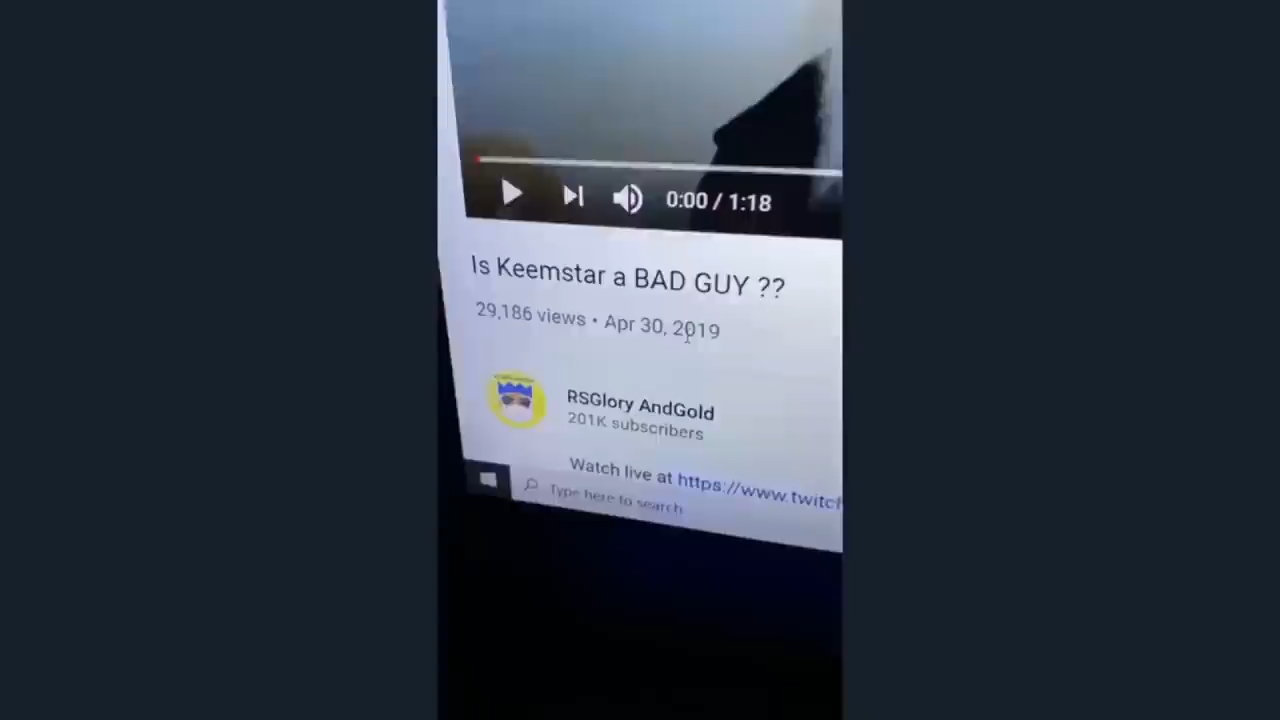 0:00 / 1:18
Is Keemstar a BAD GUY ??
29,186 views • Apr 30, 2019
RSGlory AndGold
201K subscribers
Watch live at https://www.twitch
Type here to search